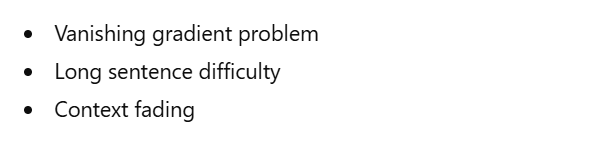 • Vanishing gradient problem
• Long sentence difficulty
• Context fading